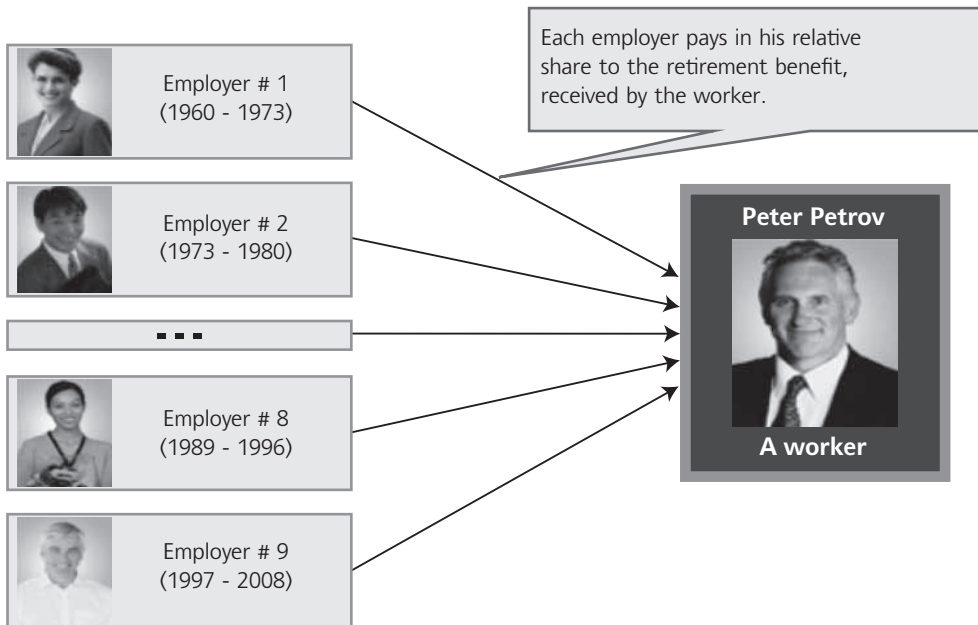 Each employer pays in his relative
share to the retirement benefit,
received by the worker.
Employer # 1
(1960 - 1973)
Employer # 2
(1973 - 1980)
Employer # 8
(1989 - 1996)
Employer # 9
(1997 - 2008)
Peter Petrov
A worker